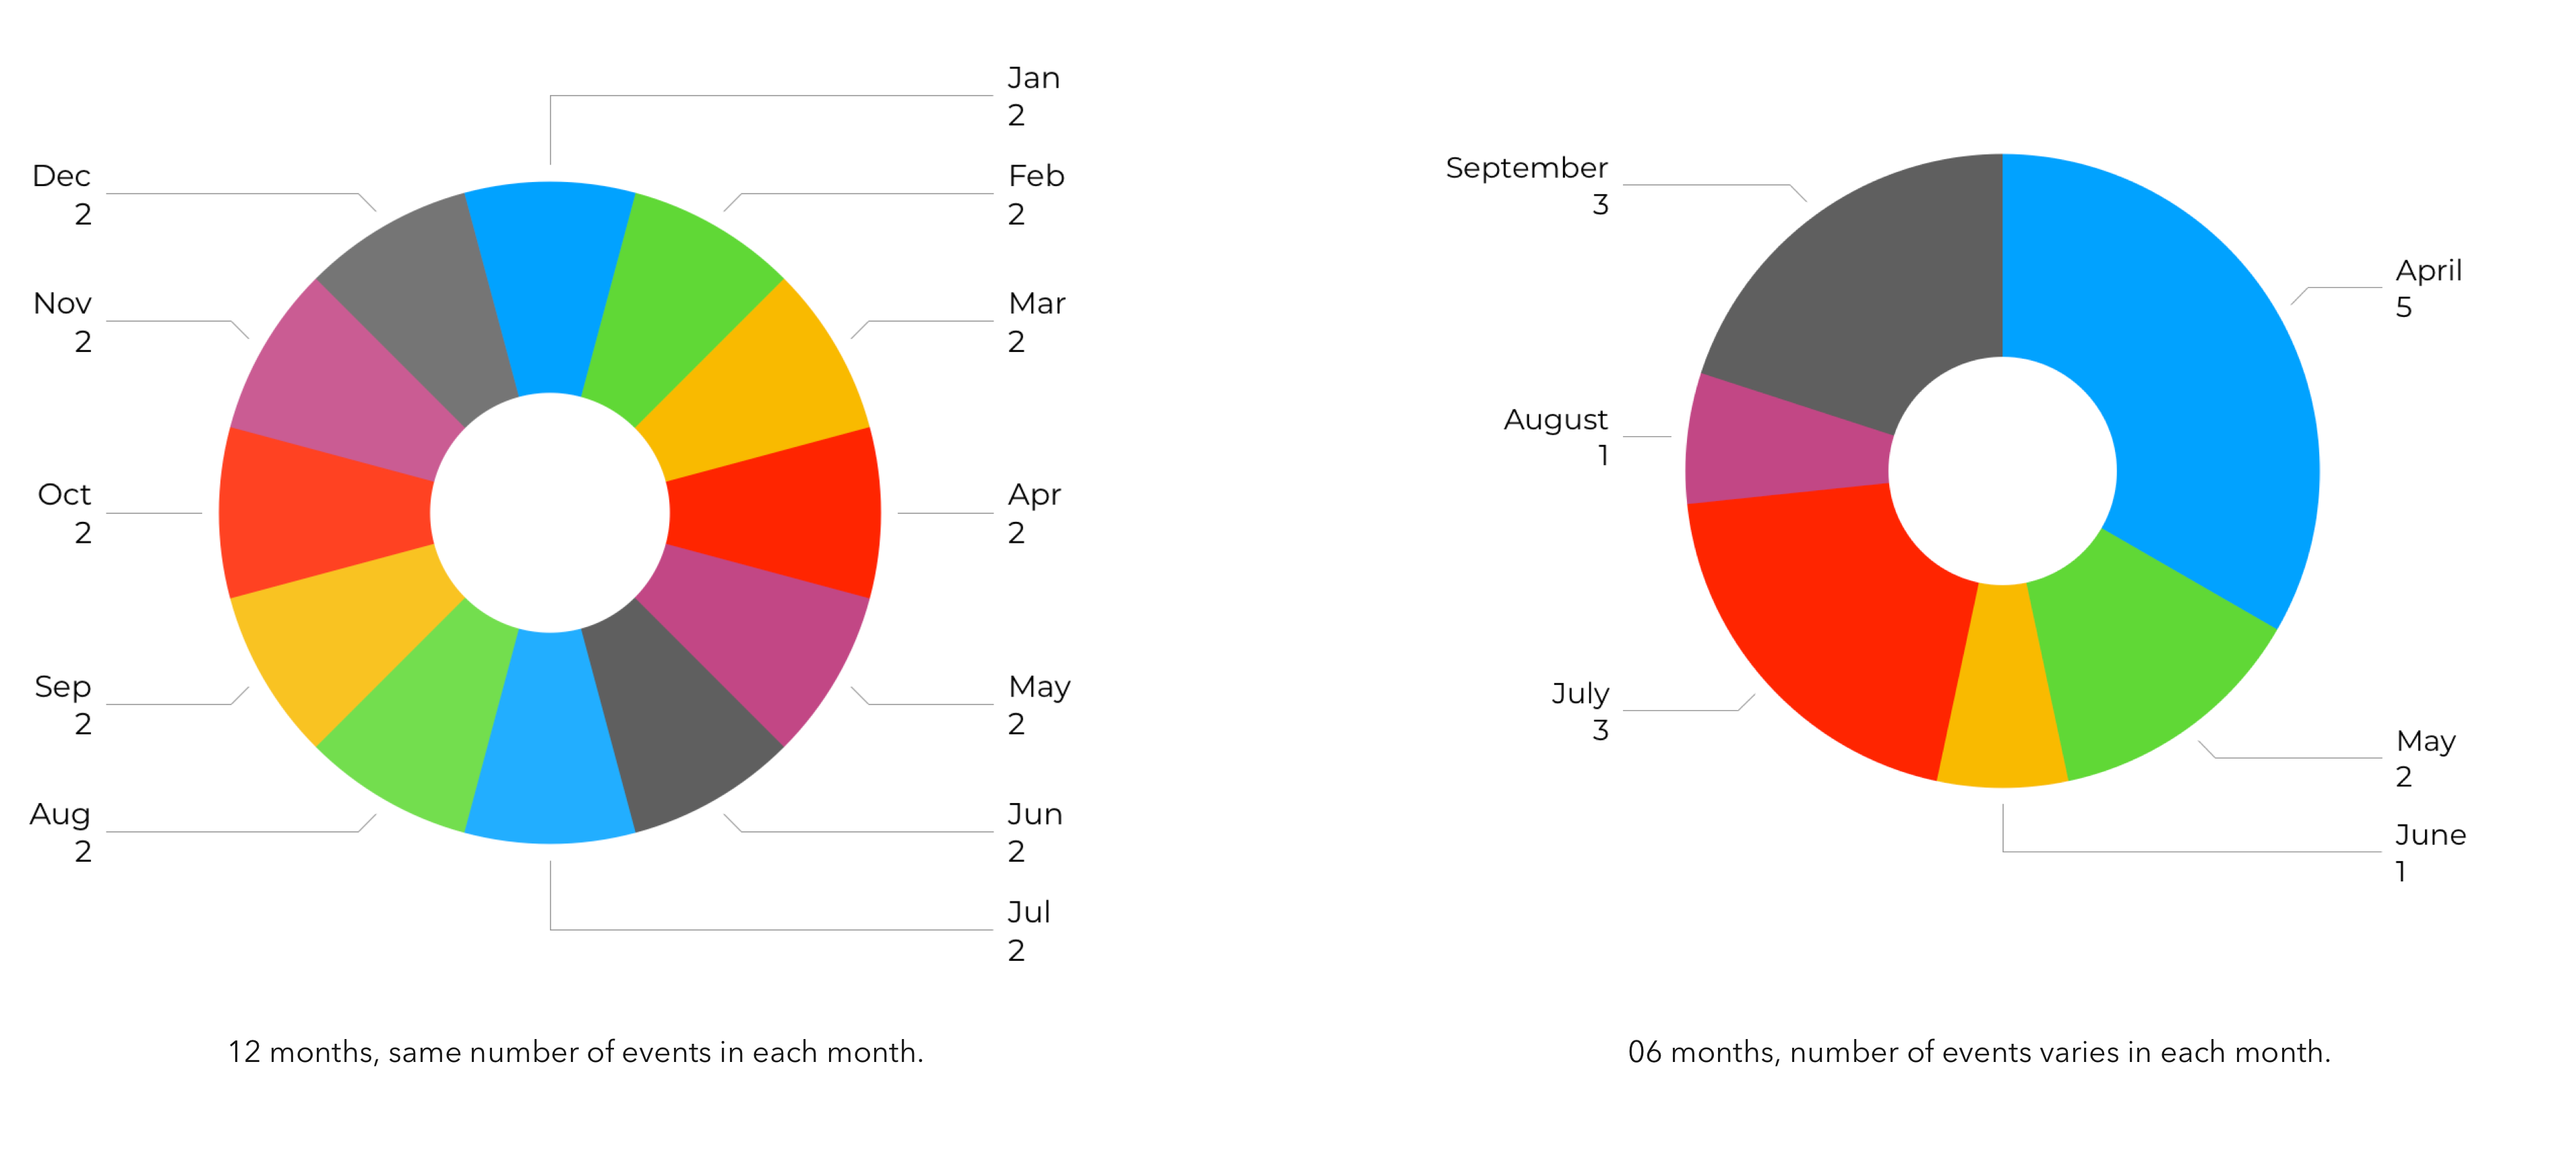 Jan
2
Feb
2
Mar
2
Apr
2
May
2
Jun
2
Jul
2
Aug
2
Sep
2
Oct
2
Nov
2
Dec
2
12 months, same number of events in each month.
April
5
May
2
June
1
July
3
August
1
September
3
06 months, number of events varies in each month.